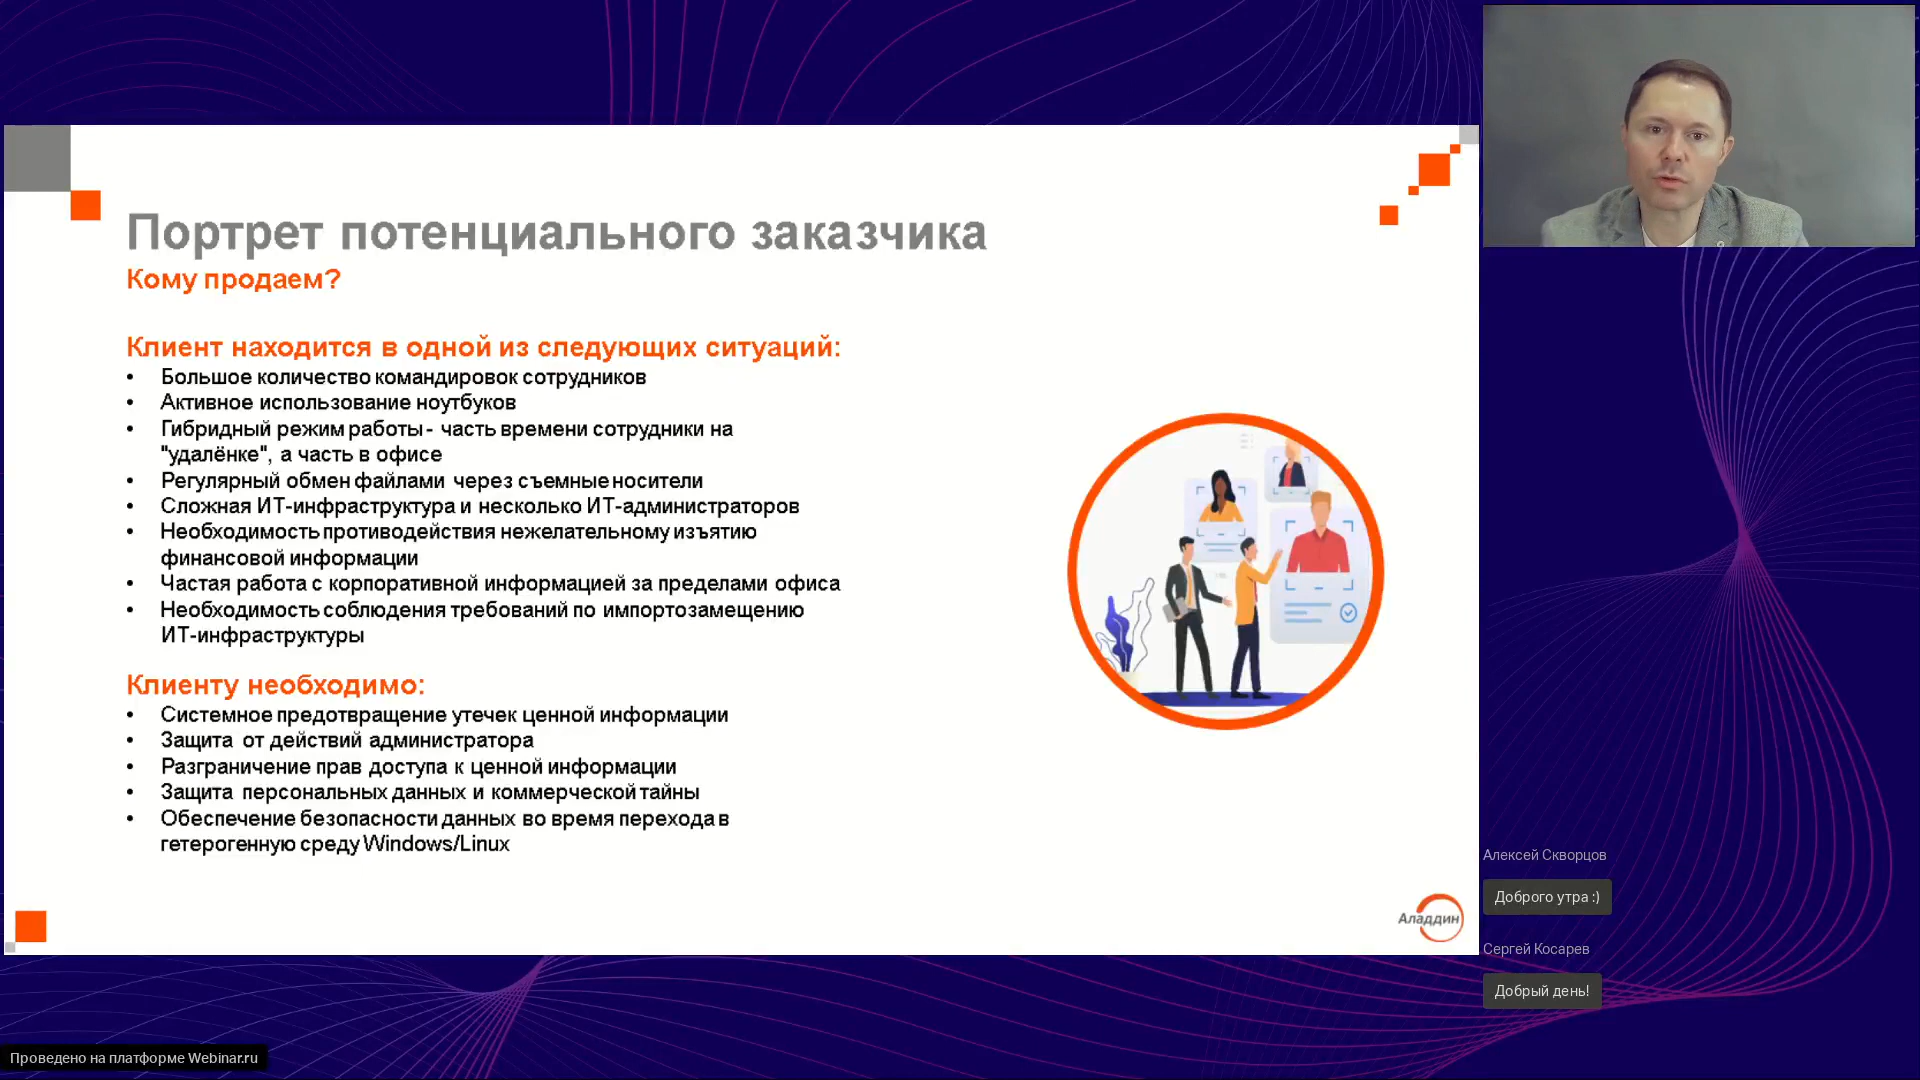 Портрет потенциального заказчика
Кому продаем?
Клиент находится в одной из следующих ситуаций:
• Большое количество командировок сотрудников
• Активное использование ноутбуков
• Гибридный режим работы - часть времени сотрудники на
"удалёнке", а часть в офисе
• Регулярный обмен файлами через съемные носители
• Сложная ИТ-инфраструктура и несколько ИТ-администраторов
• Необходимость противодействия нежелательному изъятию
финансовой информации
• Частая работа с корпоративной информацией за пределами офиса
• Необходимость соблюдения требований по импортозамещению
ИТ-инфраструктуры
Клиенту необходимо:
• Системное предотвращение утечек ценной информации
• Защита от действий администратора
• Разграничение прав доступа к ценной информации
• Защита персональных данных и коммерческой тайны
• Обеспечение безопасности данных во время перехода в
гетерогенную среду Windows/Linux
Аладдин
Алексей Скворцов
Доброго утра :)
Сергей Косарев
Добрый день!
Проведено на платформе Webinar.ru